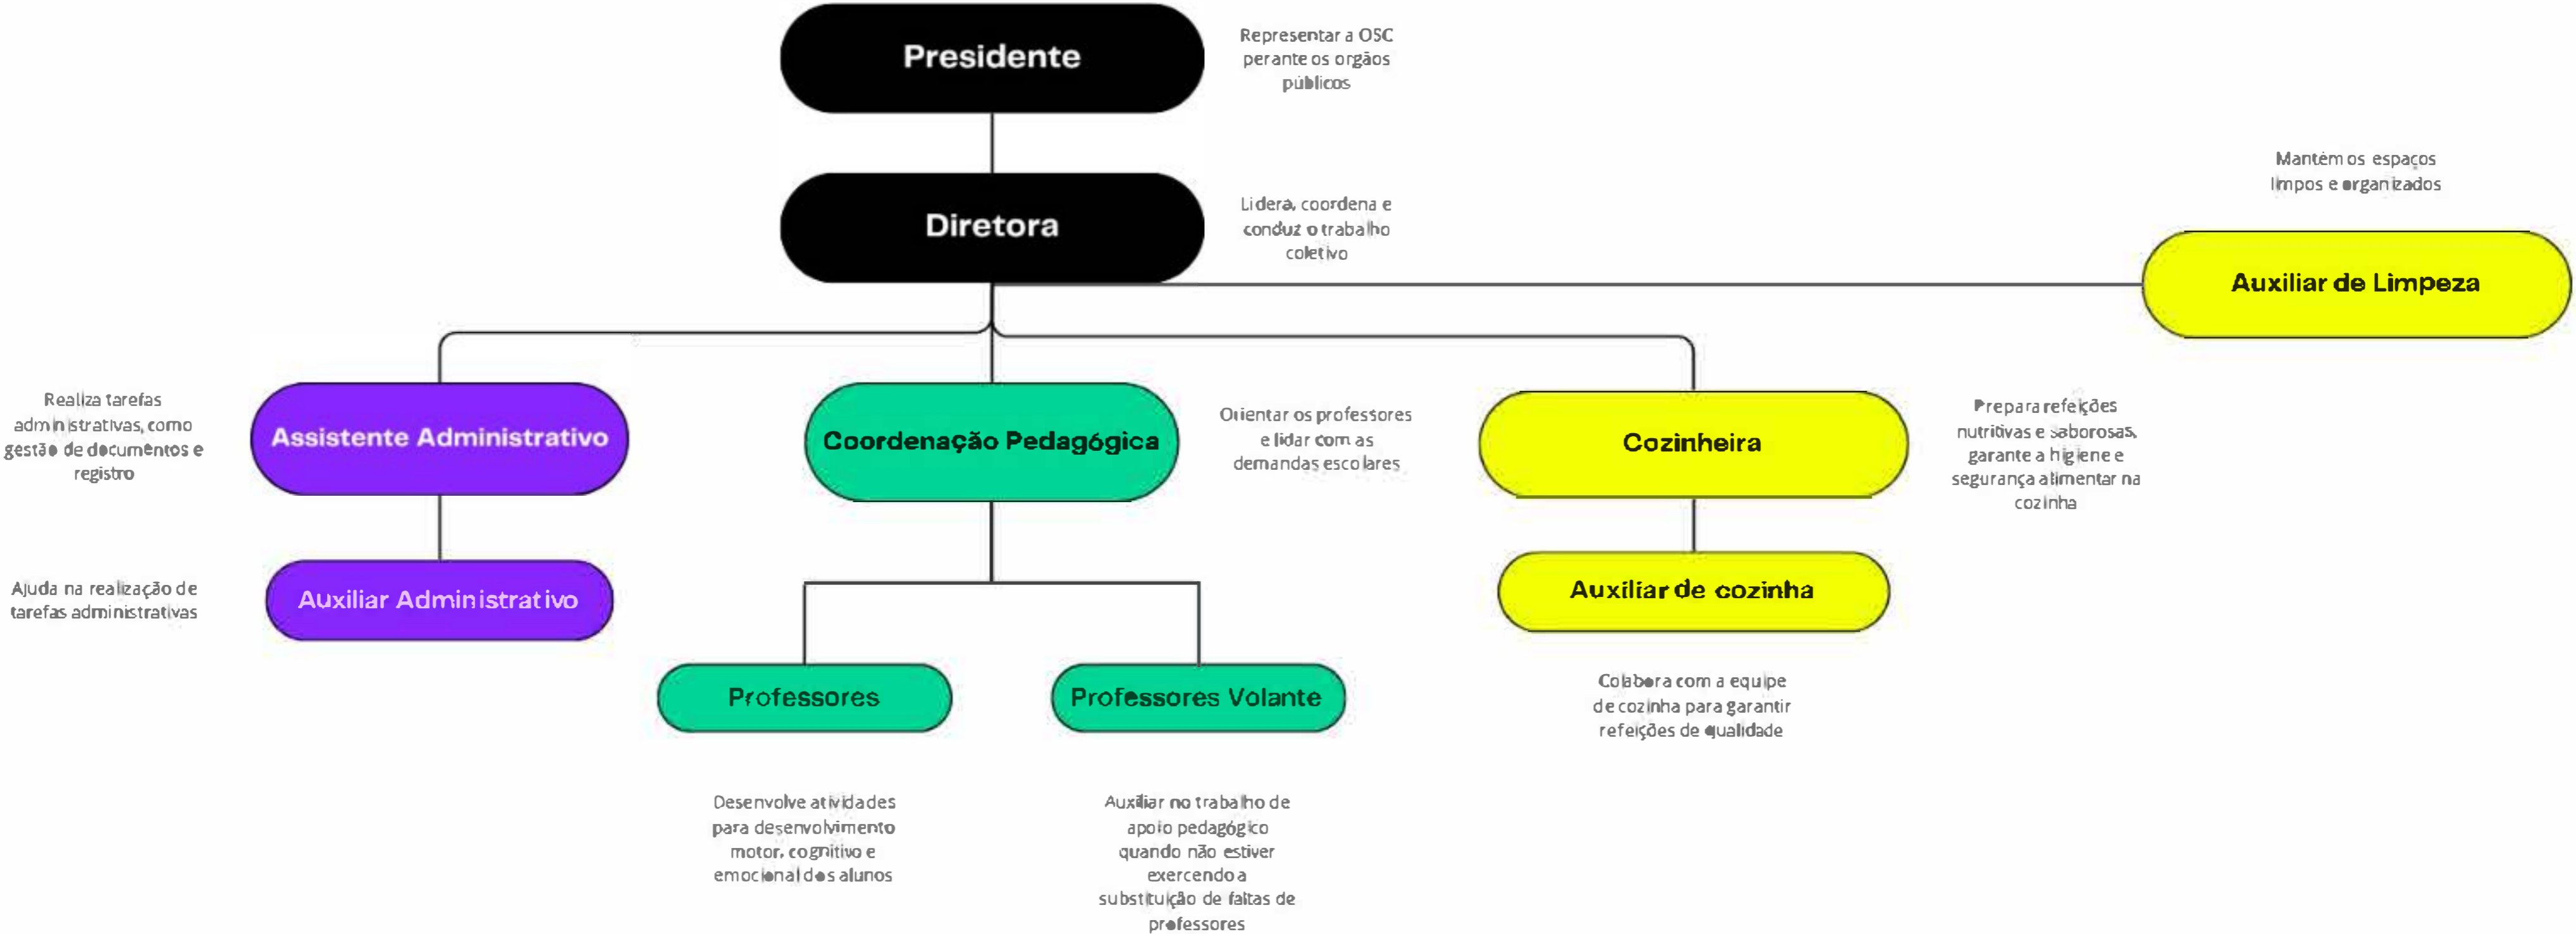 Presidente
Representar a OSC
perante os orgãos
públicos
Diretora
Lidera, coordena e
conduz o trabalho
coletivo
Mantém os espaços
limpos e organizados
Auxiliar de Limpeza
Realiza tarefas
administrativas, como
gestão de documentos e
registro
Assistente Administrativo
Coordenação Pedagógica
Orientar os professores
e lidar com as
demandas escolares
Cozinheira
Prepara refeições
nutritivas e saborosas,
garante a higiene e
segurança alimentar na
cozinha
Ajuda na realização de
tarefas administrativas
Auxiliar Administrativo
Auxiliar de cozinha
Colabora com a equipe
de cozinha para garantir
refeições de qualidade
Professores
Desenvolve atividades
para desenvolvimento
motor, cognitivo e
emocional dos alunos
Professores Volante
Auxiliar no trabalho de
apoio pedagógico
quando não estiver
exercendo a
substituição de faltas de
professores